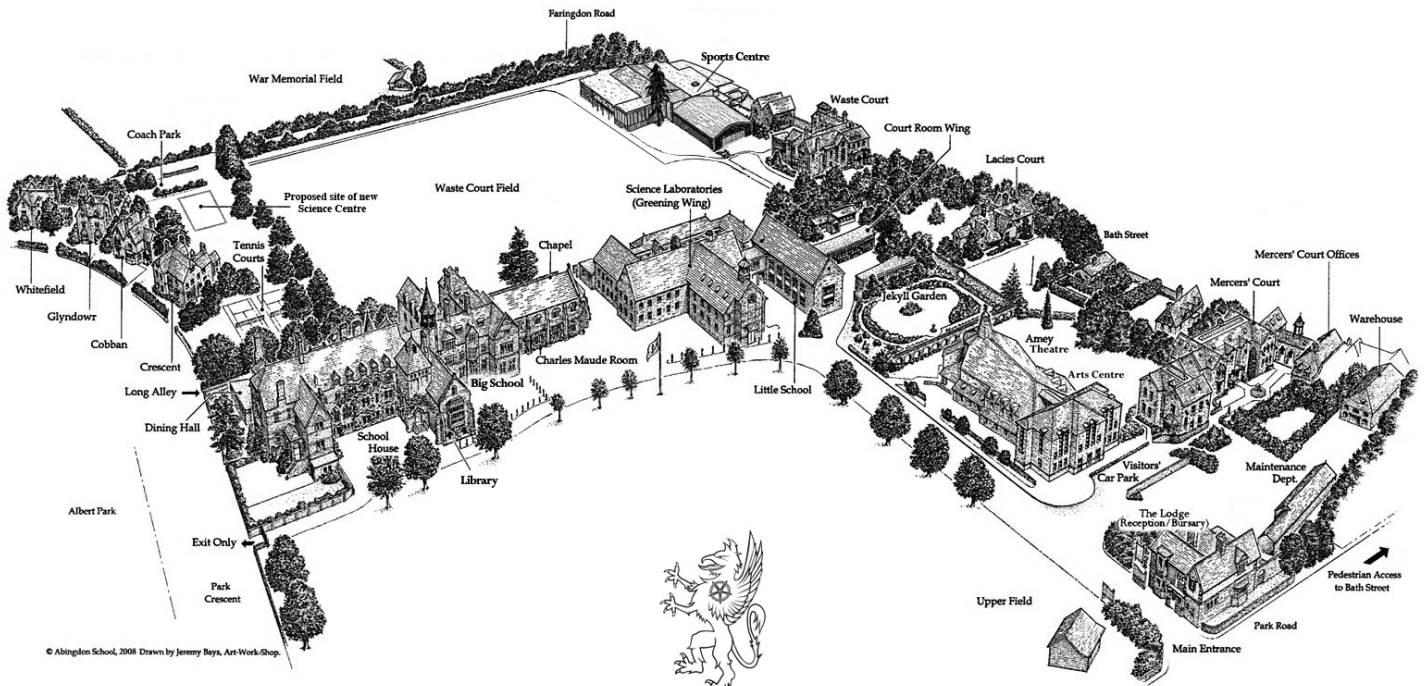 Faringdon Road
Sports Centre
War Memorial Field
Waste Court
Coach Park
Court Room Wing
Lacies Court
Proposed site of new
Science Centre
Waste Court Field
Science Laboratories
(Greening Wing)
Tennis
Courts
Chapel
Bath Street
Mercers' Court Offices
Mercers' Court
Whitefield
Glyndowr
Jekyll Garden
Warehouse
Cobban
Amey
Theatre
Crescent
Charles Maude Room
Arts Centre
Big School
Little School
Long Alley
Dining Hall
School
House
Library
Visitors'
Car Park
Maintenance
Dept.
Albert Park
The Lodge
(Reception/Bursary)
Exit Only
Pedestrian Access
to Bath Street
Park
Crescent
Upper Field
Park Road
Main Entrance
© Abingdon School, 2008 Drawn by Jeremy Bays, Art-Work-Shop.